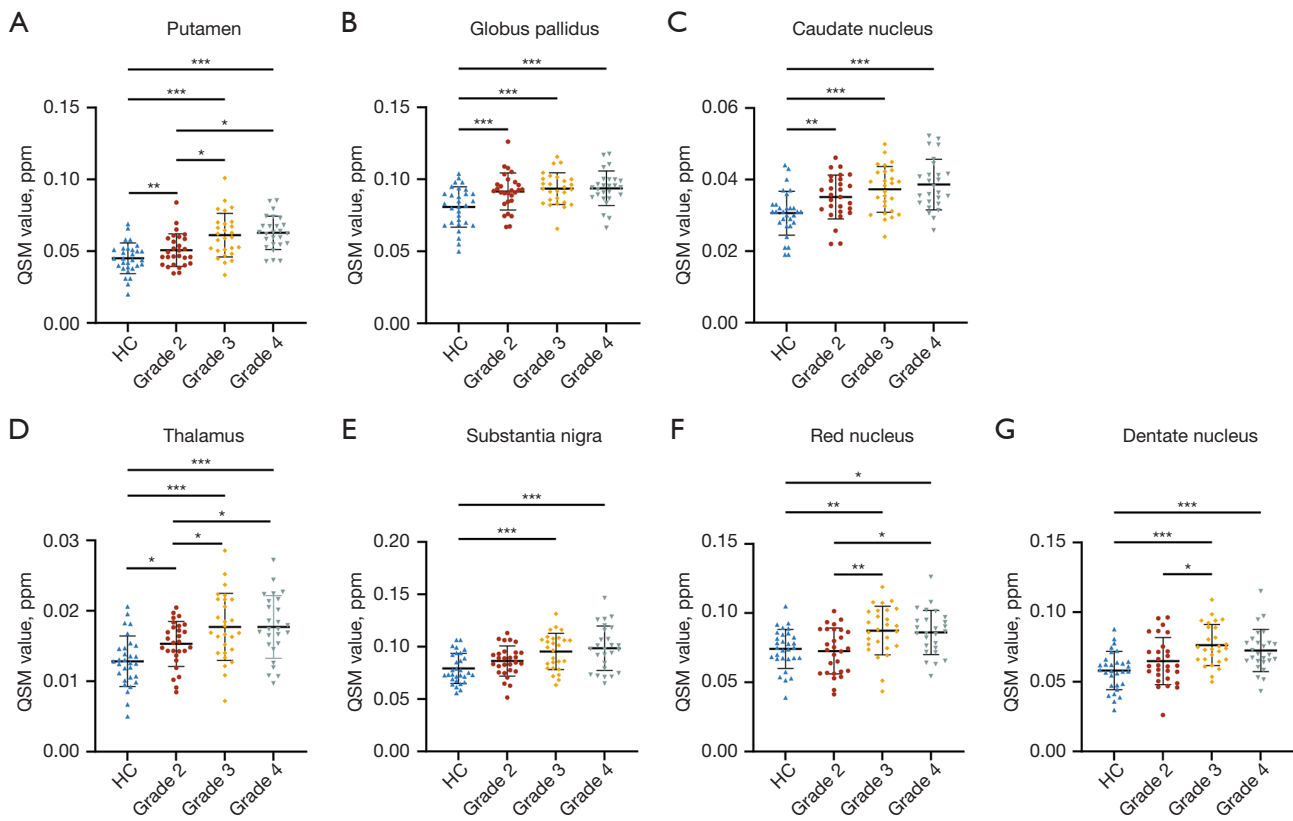 A
Putamen
***
***
*
*
**
0.15
0.10
0.05
0.00
QSM value, ppm
HC
Grade 2
Grade 3
Grade 4
B
Globus pallidus
***
***
***
0.15
0.10
0.05
0.00
QSM value, ppm
HC
Grade 2
Grade 3
Grade 4
C
Caudate nucleus
***
***
**
0.06
0.04
0.02
0.00
QSM value, ppm
HC
Grade 2
Grade 3
Grade 4
D
Thalamus
***
***
*
*
*
0.03
0.02
0.01
0.00
QSM value, ppm
HC
Grade 2
Grade 3
Grade 4
E
Substantia nigra
***
***
0.20
0.15
0.10
0.05
0.00
QSM value, ppm
HC
Grade 2
Grade 3
Grade 4
F
Red nucleus
*
**
*
**
0.15
0.10
0.05
0.00
QSM value, ppm
HC
Grade 2
Grade 3
Grade 4
G
Dentate nucleus
***
***
*
0.15
0.10
0.05
0.00
QSM value, ppm
HC
Grade 2
Grade 3
Grade 4